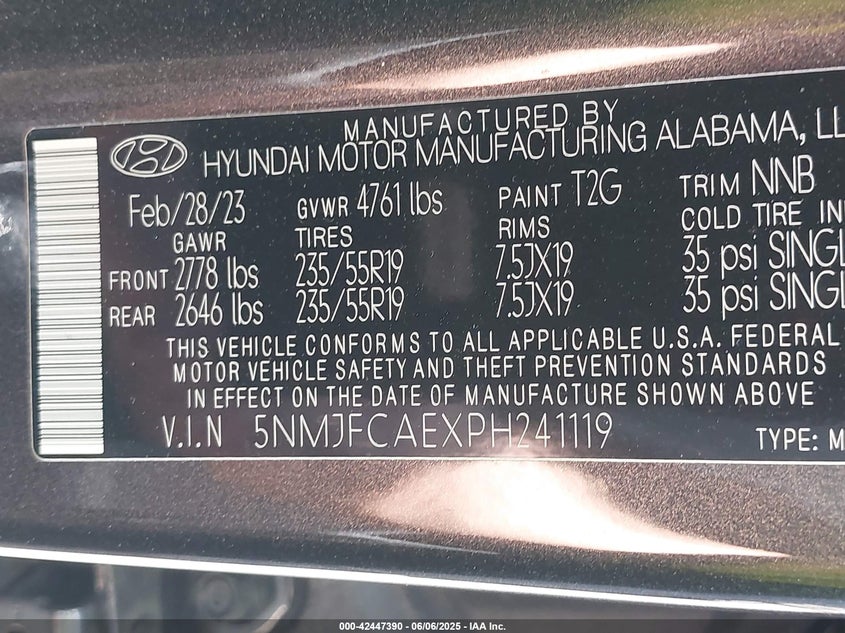 MANUFACTURED BY
HYUNDAI MOTOR MANUFACTURING ALABAMA, LL
Feb/28/23 GVWR 4761 lbs PAINT T2G TRIM NNB
GAWR TIRES RIMS COLD TIRE IN
FRONT 2778 lbs 235/55R19 7.5JX19 35 psi SINGL
REAR 2646 lbs 235/55R19 7.5JX19 35 psi SINGL
THIS VEHICLE CONFORMS TO ALL APPLICABLE U.S.A. FEDERAL
MOTOR VEHICLE SAFETY AND THEFT PREVENTION STANDARDS
IN EFFECT ON THE DATE OF MANUFACTURE SHOWN ABOVE
V.I.N 5NMJFCAEXPH241119 TYPE: M
000-42447390 - 06/06/2025 - IAA Inc.